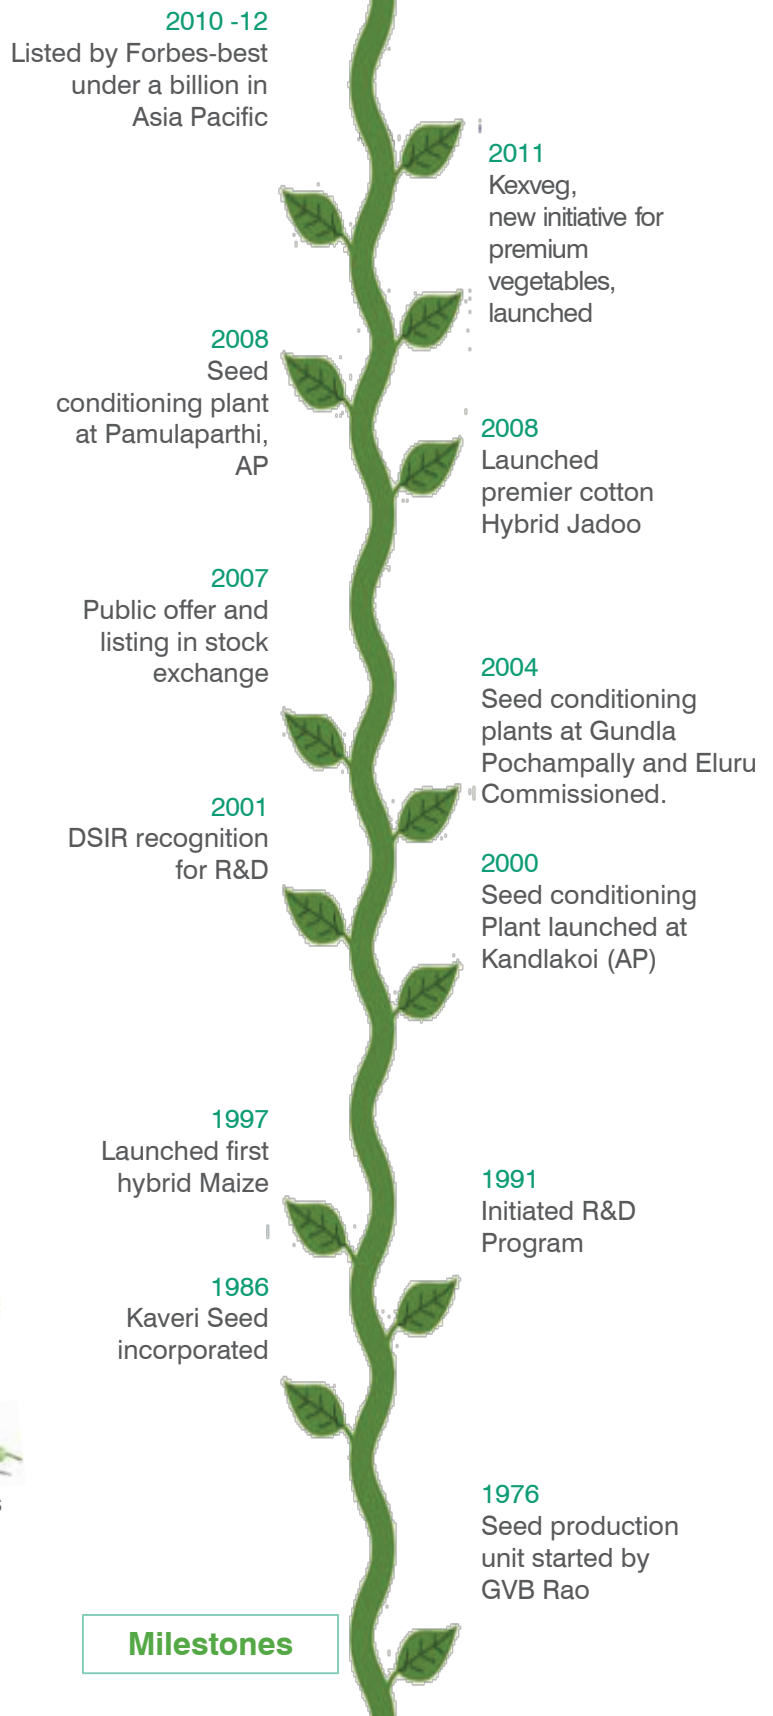 2010 -12
Listed by Forbes-best
under a billion in
Asia Pacific
2011
Kexveg,
new initiative for
premium
vegetables,
launched
2008
Seed
conditioning plant
at Pamulaparthi,
AP
2008
Launched
premier cotton
Hybrid Jadoo
2007
Public offer and
listing in stock
exchange
2004
Seed conditioning
plants at Gundla
Pochampally and Eluru
Commissioned.
2001
DSIR recognition
for R&D
2000
Seed conditioning
Plant launched at
Kandlakoi (AP)
1997
Launched first
hybrid Maize
1991
Initiated R&D
Program
1986
Kaveri Seed
incorporated
1976
Seed production
unit started by
GVB Rao
Milestones